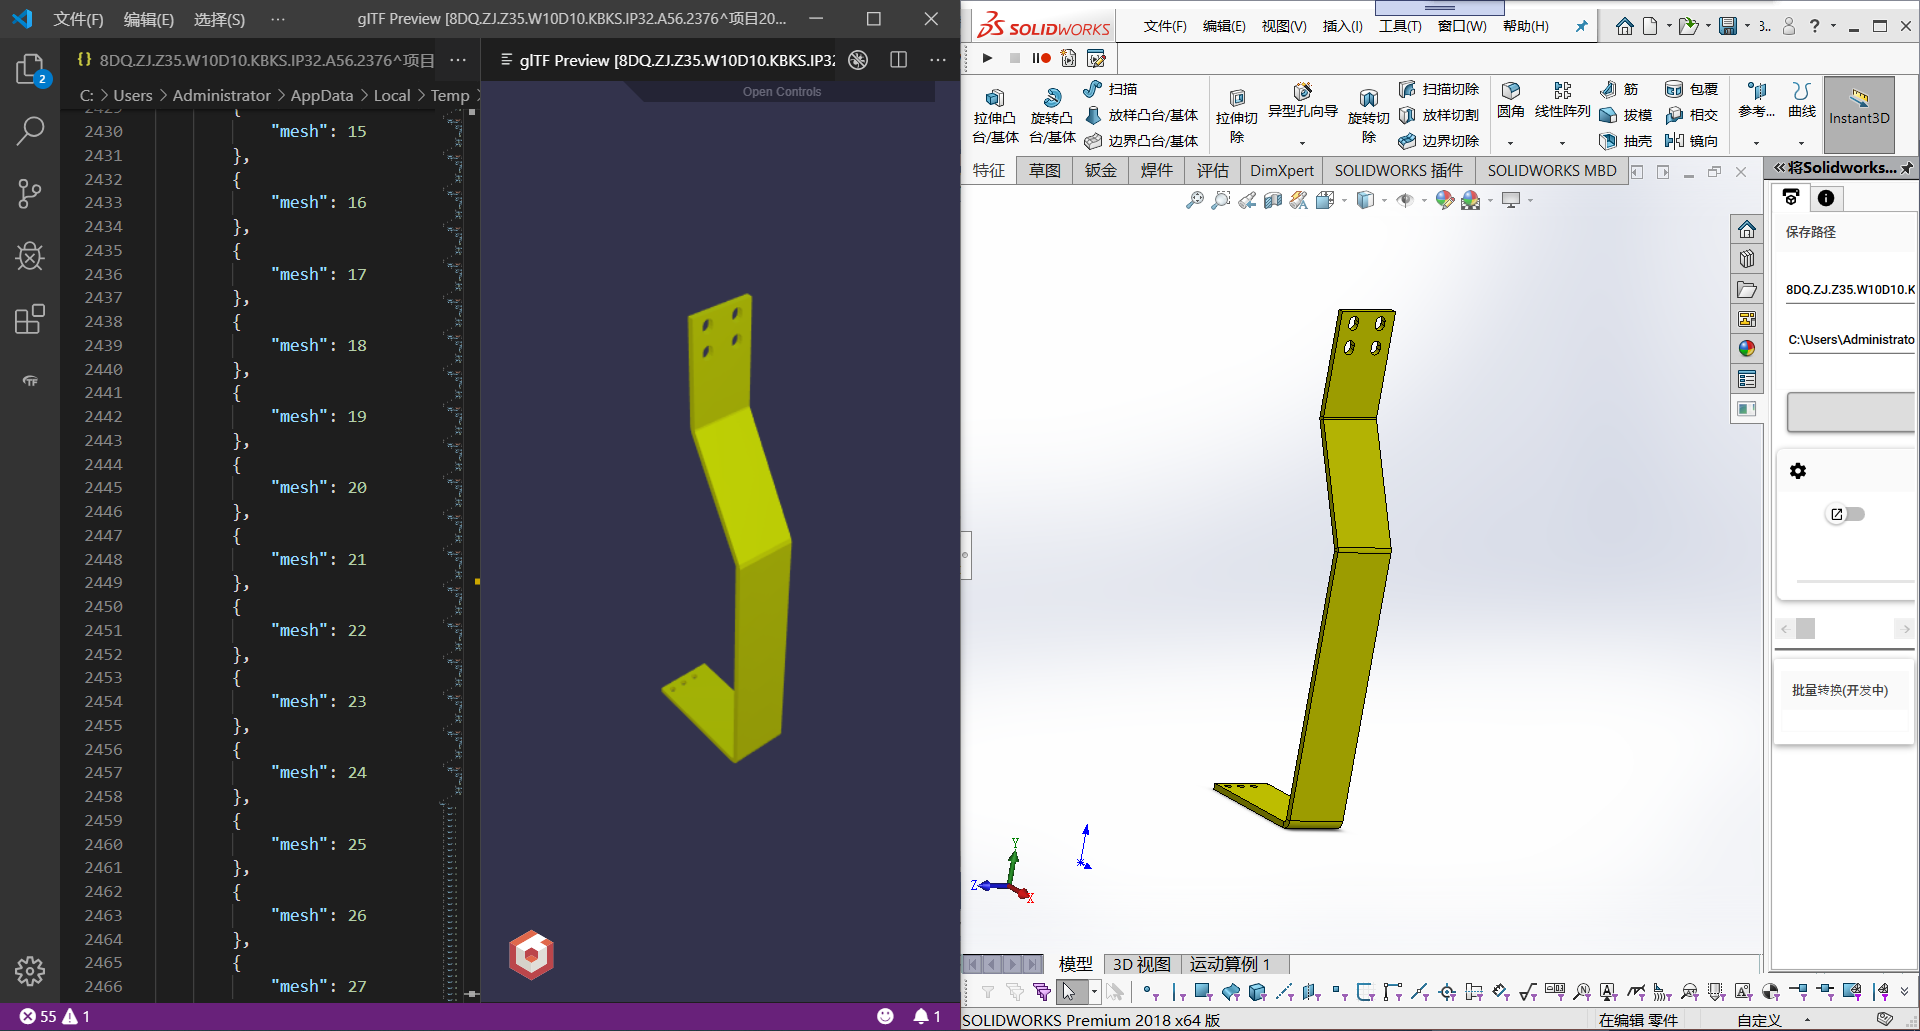 文件(F) 编辑(E) 选择(S) ··· glTF Preview [8DQ.ZJ.Z35.W10D10.KBKS.IP32.A56.2376^项目20...
{} 8DQ.ZJ.Z35.W10D10.KBKS.IP32.A56.2376^项目 ···
C: > Users > Administrator > AppData > Local > Temp >
2430 "mesh": 15
2431 },
2432 {
2433 "mesh": 16
2434 },
2435 {
2436 "mesh": 17
2437 },
2438 {
2439 "mesh": 18
2440 },
2441 {
2442 "mesh": 19
2443 },
2444 {
2445 "mesh": 20
2446 },
2447 {
2448 "mesh": 21
2449 },
2450 {
2451 "mesh": 22
2452 },
2453 {
2454 "mesh": 23
2455 },
2456 {
2457 "mesh": 24
2458 },
2459 {
2460 "mesh": 25
2461 },
2462 {
2463 "mesh": 26
2464 },
2465 {
2466 "mesh": 27
2
TF
55 1
1
glTF Preview [8DQ.ZJ.Z35.W10D10.KBKS.IP32 ···
Open Controls
SOLIDWORKS 文件(F) 编辑(E) 视图(V) 插入(I) 工具(T) 窗口(W) 帮助(H) 3.. ?
拉伸凸台/基体
旋转凸台/基体
扫描
放样凸台/基体
边界凸台/基体
拉伸切除
异型孔向导
旋转切除
扫描切除
放样切割
边界切除
圆角
线性阵列
筋
拔模
抽壳
包覆
相交
镜向
参考...
曲线
Instant3D
特征 草图 钣金 焊件 评估 DimXpert SOLIDWORKS 插件 SOLIDWORKS MBD
将Solidworks...
保存路径
8DQ.ZJ.Z35.W10D10.K
C:\Users\Administrato
批量转换(开发中)
Y
Z
X
模型 3D 视图 运动算例 1
SOLIDWORKS Premium 2018 x64 版 在编辑 零件 自定义